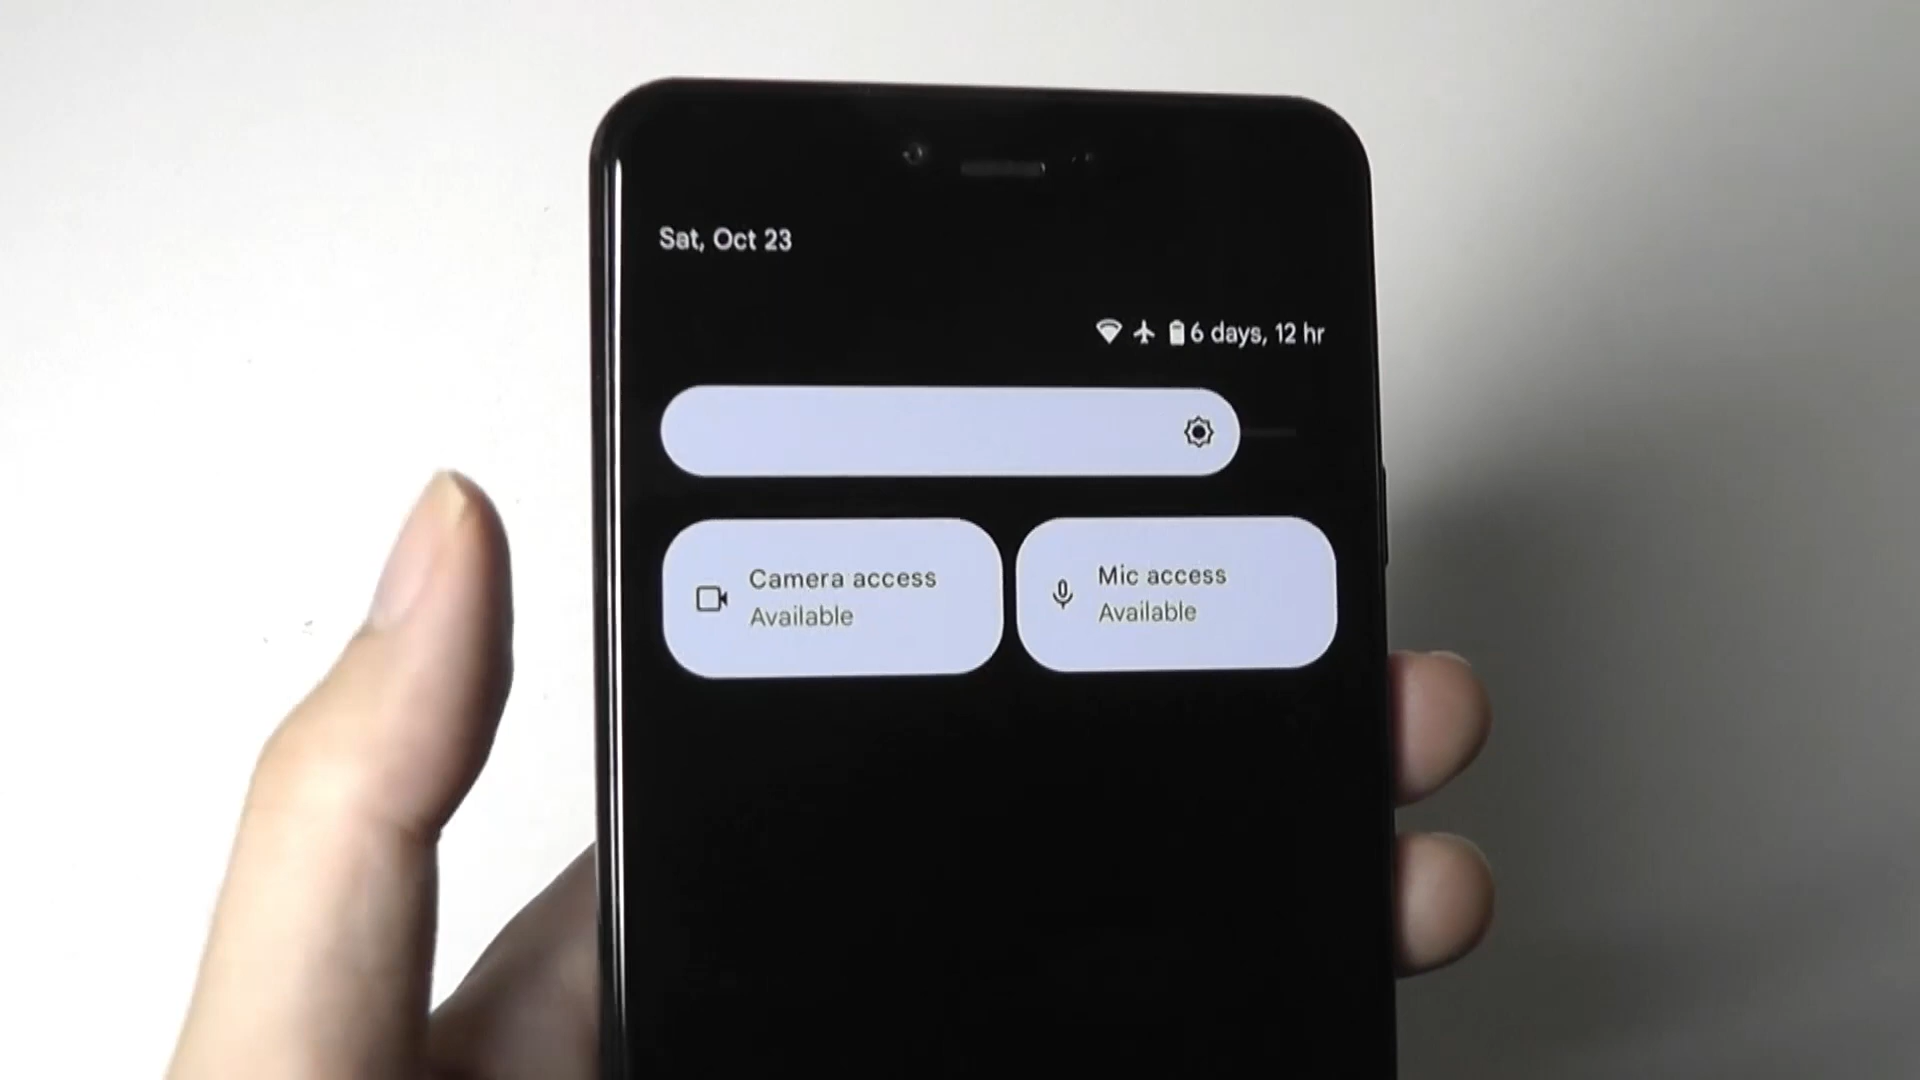 Sat, Oct 23
6 days, 12 hr
Camera access
Available
Mic access
Available